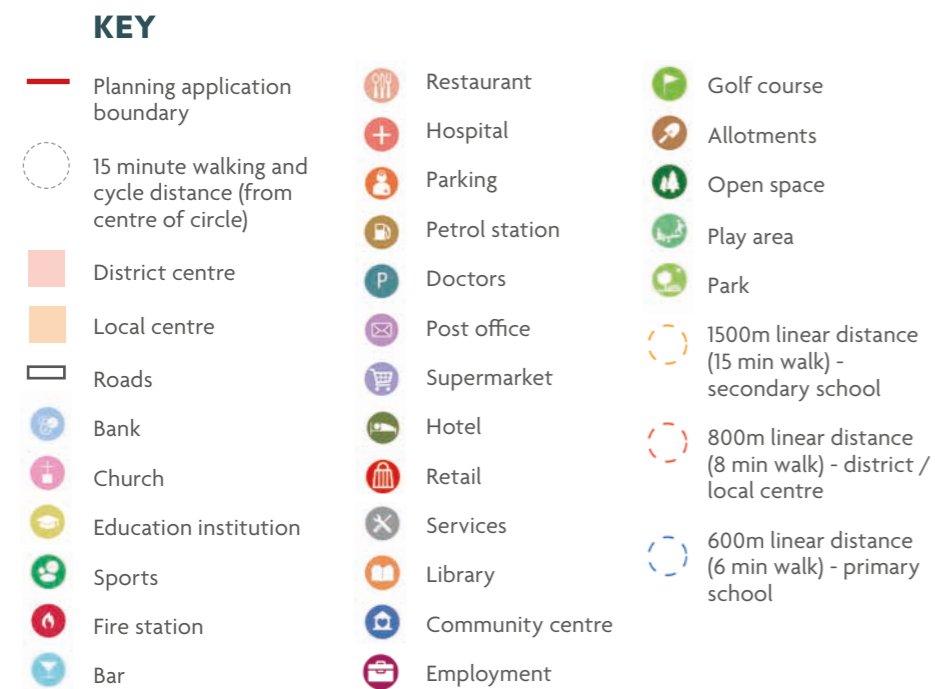 KEY
Planning application
boundary
15 minute walking and
cycle distance (from
centre of circle)
District centre
Local centre
Roads
Bank
Church
Education institution
Sports
Fire station
Bar
Restaurant
Hospital
Parking
Petrol station
P
Doctors
Post office
Supermarket
Hotel
Retail
Services
Library
Community centre
Employment
Golf course
Allotments
Open space
Play area
Park
1500m linear distance
(15 min walk) -
secondary school
800m linear distance
(8 min walk) - district /
local centre
600m linear distance
(6 min walk) - primary
school